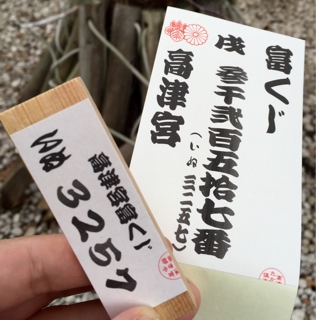 富くじ
戌 参千弐百五拾七番
(いぬ 三二五七)
高津宮
高津宮富くじ
いぬ
3257